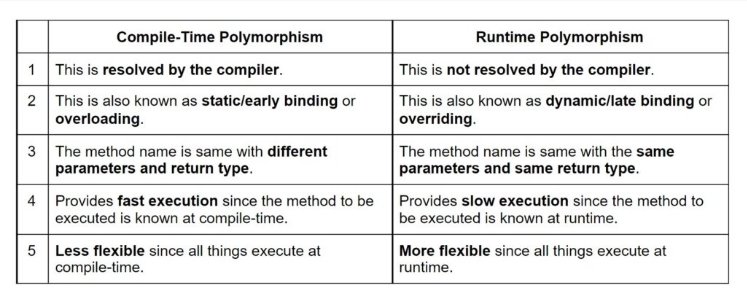 Compile-Time Polymorphism Runtime Polymorphism
1 This is resolved by the compiler. This is not resolved by the compiler.
2 This is also known as static/early binding or
overloading.
This is also known as dynamic/late binding or
overriding.
3 The method name is same with different
parameters and return type.
The method name is same with the same
parameters and same return type.
4 Provides fast execution since the method to be
executed is known at compile-time.
Provides slow execution since the method to
be executed is known at runtime.
5 Less flexible since all things execute at
compile-time.
More flexible since all things execute at
runtime.